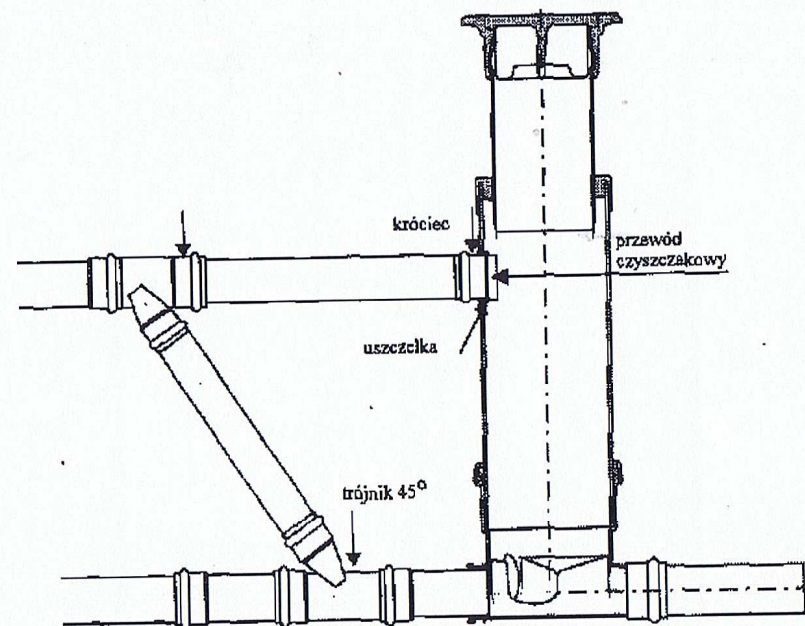 króciec
przewód
czyszczakowy
uszczelka
trójnik 45°